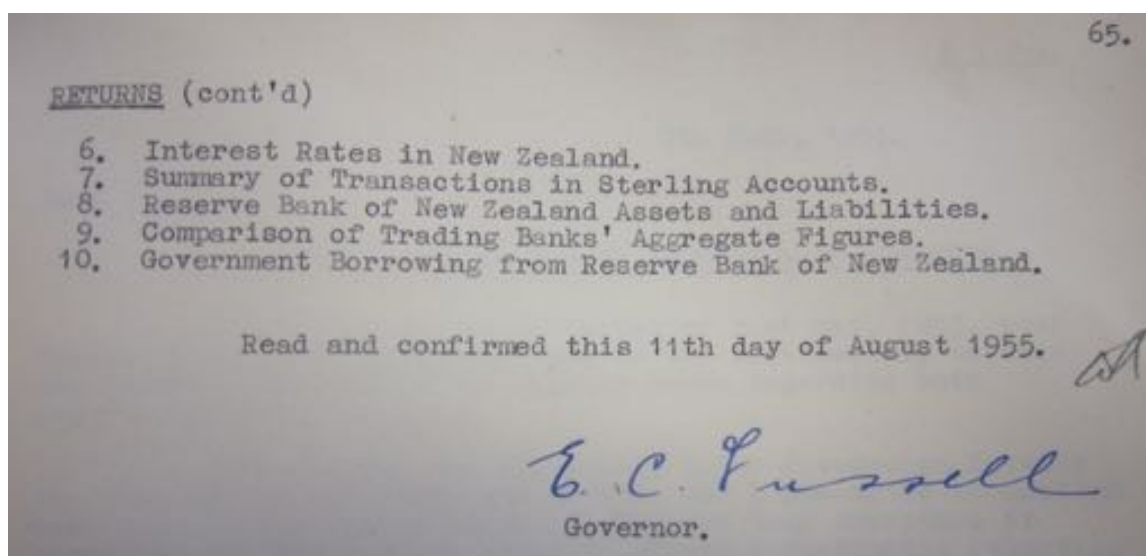 65.
RETURNS (cont'd)
6. Interest Rates in New Zealand.
7. Summary of Transactions in Sterling Accounts.
8. Reserve Bank of New Zealand Assets and Liabilities.
9. Comparison of Trading Banks' Aggregate Figures.
10. Government Borrowing from Reserve Bank of New Zealand.
Read and confirmed this 11th day of August 1955.
E. C. Fussell
Governor.